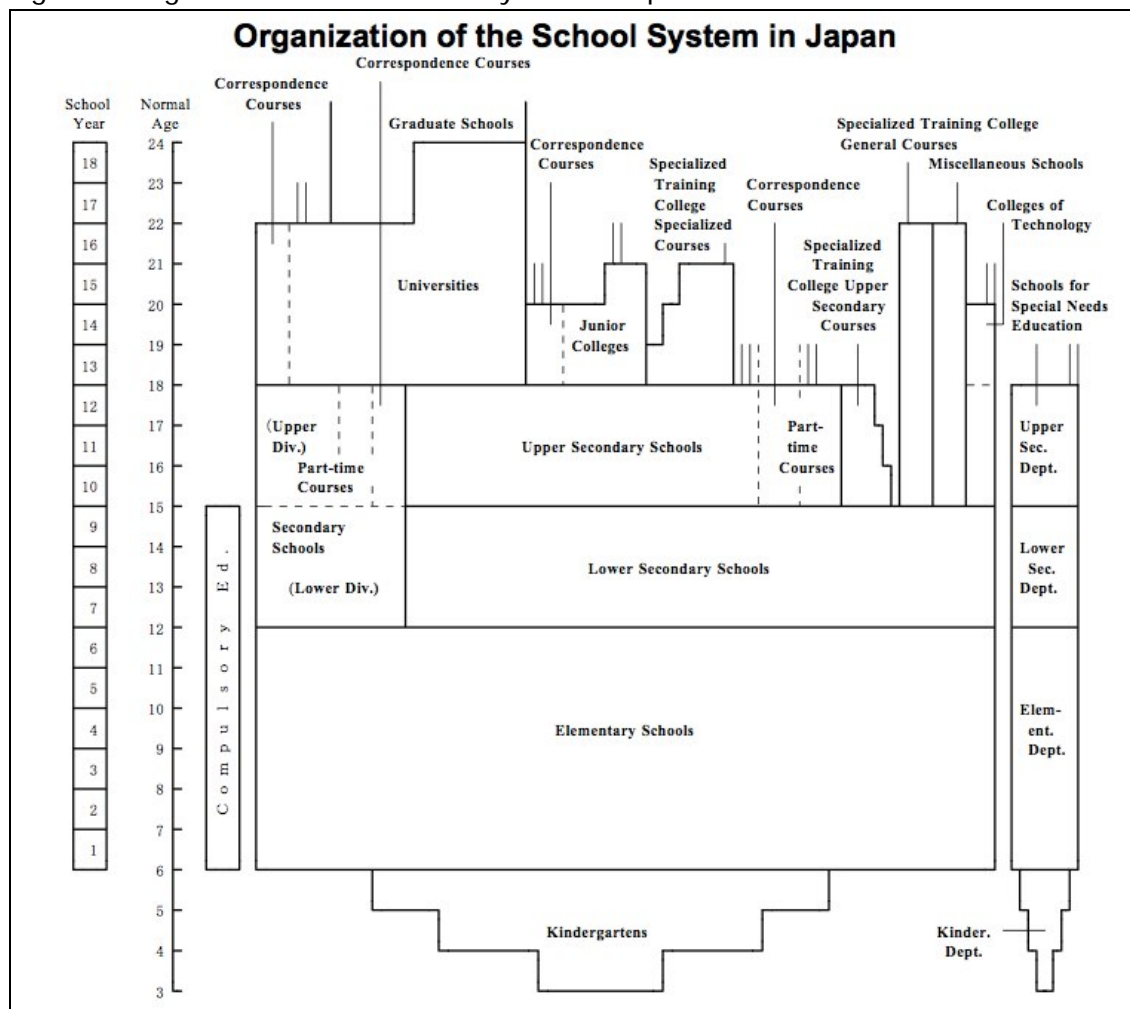 Organization of the School System in Japan
Correspondence Courses
Correspondence
Courses
School
Year
Normal
Age
Graduate Schools
Correspondence
Courses
Specialized
Training
College
Specialized
Courses
Correspondence
Courses
Specialized Training College
General Courses
Miscellaneous Schools
Colleges of
Technology
Specialized
Training
College Upper
Secondary
Courses
Schools for
Special Needs
Education
Universities
Junior
Colleges
(Upper
Div.)
Part-time
Courses
Upper Secondary Schools
Part-
time
Courses
Upper
Sec.
Dept.
Secondary
Schools
(Lower Div.)
Lower Secondary Schools
Lower
Sec.
Dept.
Compulsory Ed.
Elementary Schools
Elem-
ent.
Dept.
Kindergartens
Kinder.
Dept.
18
17
16
15
14
13
12
11
10
9
8
7
6
5
4
3
2
1
24
23
22
21
20
19
18
17
16
15
14
13
12
11
10
9
8
7
6
5
4
3